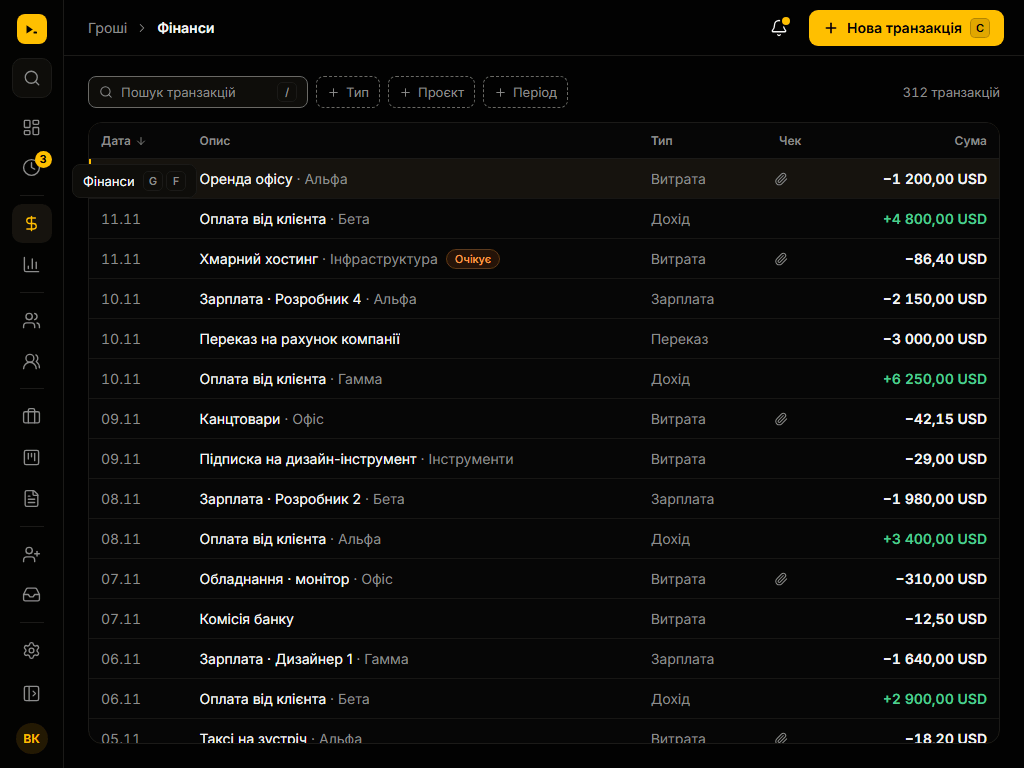 Гроші > Фінанси
+ Нова транзакція C
Пошук транзакцій /
+ Тип
+ Проєкт
+ Період
312 транзакцій
3
Дата ↓ Опис Тип Чек Сума
Фінанси G F
Оренда офісу · Альфа Витрата −1 200,00 USD
11.11 Оплата від клієнта · Бета Дохід +4 800,00 USD
11.11 Хмарний хостинг · Інфраструктура Очікує Витрата −86,40 USD
10.11 Зарплата · Розробник 4 · Альфа Зарплата −2 150,00 USD
10.11 Переказ на рахунок компанії Переказ −3 000,00 USD
10.11 Оплата від клієнта · Гамма Дохід +6 250,00 USD
09.11 Канцтовари · Офіс Витрата −42,15 USD
09.11 Підписка на дизайн-інструмент · Інструменти Витрата −29,00 USD
08.11 Зарплата · Розробник 2 · Бета Зарплата −1 980,00 USD
08.11 Оплата від клієнта · Альфа Дохід +3 400,00 USD
07.11 Обладнання · монітор · Офіс Витрата −310,00 USD
07.11 Комісія банку Витрата −12,50 USD
06.11 Зарплата · Дизайнер 1 · Гамма Зарплата −1 640,00 USD
06.11 Оплата від клієнта · Бета Дохід +2 900,00 USD
05.11 Таксі на зустріч · Альфа Витрата −18,20 USD
ВК